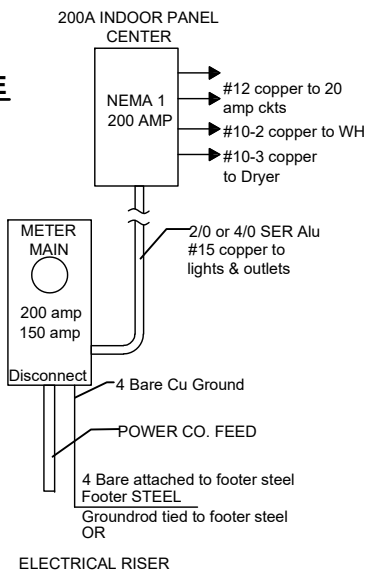 200A INDOOR PANEL
CENTER
E
NEMA 1
200 AMP
#12 copper to 20
amp ckts
#10-2 copper to WH
#10-3 copper
to Dryer
2/0 or 4/0 SER Alu
#15 copper to
lights & outlets
METER
MAIN
200 amp
150 amp
Disconnect
4 Bare Cu Ground
POWER CO. FEED
4 Bare attached to footer steel
Footer STEEL
Groundrod tied to footer steel
OR
ELECTRICAL RISER